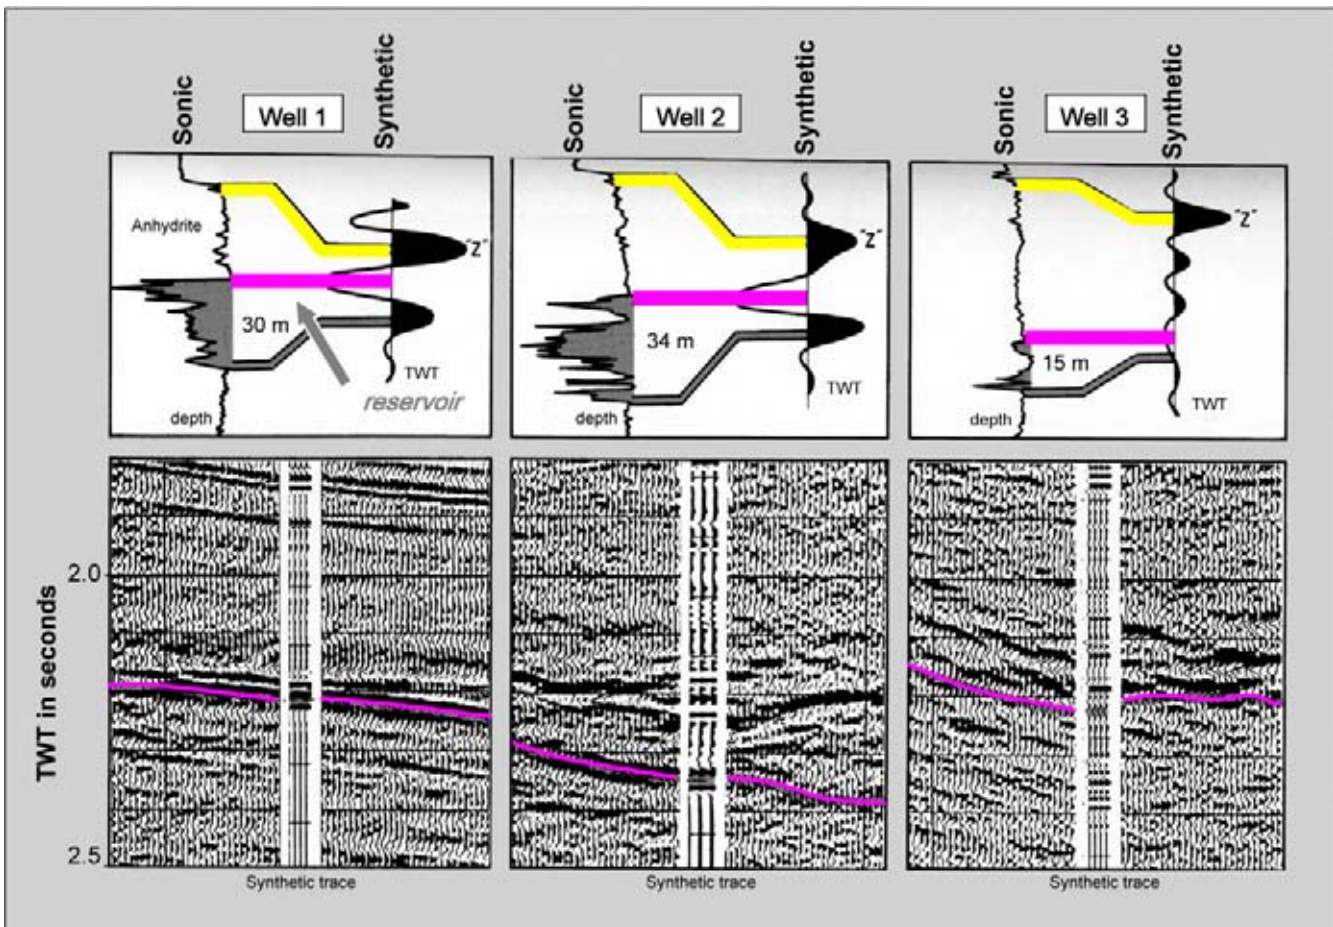 Sonic
Well 1
Synthetic
Sonic
Well 2
Synthetic
Sonic
Well 3
Synthetic
Anhydrite
"Z"
30 m
TWT
reservoir
depth
"Z"
34 m
TWT
depth
"Z"
15 m
TWT
depth
TWT in seconds
2.0
2.5
Synthetic trace
Synthetic trace
Synthetic trace